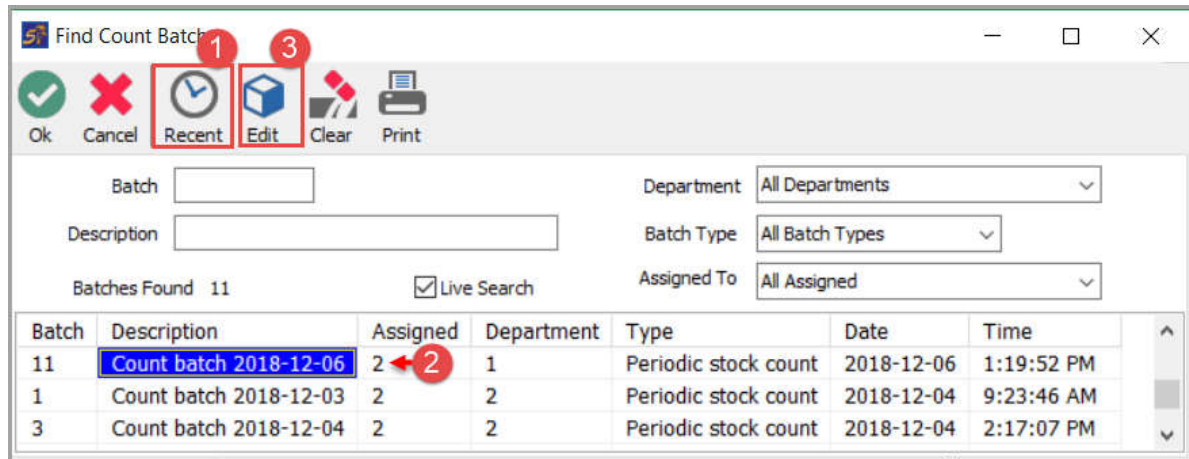 Find Count Batch
1
3
Ok Cancel Recent Edit Clear Print
Batch Department All Departments
Description Batch Type All Batch Types
Batches Found 11 Live Search Assigned To All Assigned
Batch Description Assigned Department Type Date Time
11 Count batch 2018-12-06 2 2 1 Periodic stock count 2018-12-06 1:19:52 PM
1 Count batch 2018-12-03 2 2 Periodic stock count 2018-12-04 9:23:46 AM
3 Count batch 2018-12-04 2 2 Periodic stock count 2018-12-04 2:17:07 PM